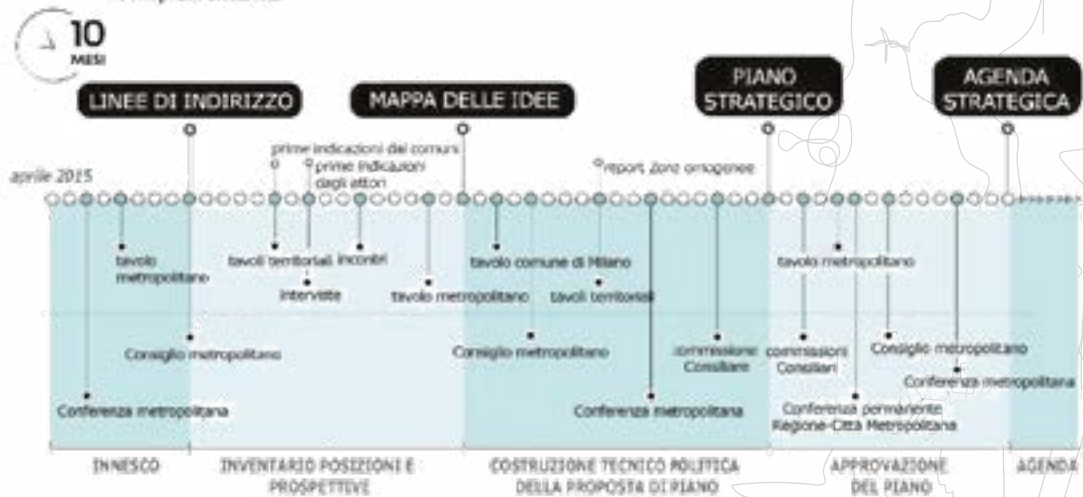 10
MESI
LINEE DI INDIRIZZO
MAPPA DELLE IDEE
PIANO
STRATEGICO
AGENDA
STRATEGICA
aprile 2015
prime indicazioni dai comuni
prime indicazioni
dagli attori
report zone omogenee
tavolo
metropolitano
tavoli territoriali
incontri
interviste
tavolo metropolitano
tavolo comune di Milano
tavoli territoriali
tavolo metropolitano
Consiglio metropolitano
Consiglio metropolitano
commissione
Consiliare
commissioni
Consiliari
Consiglio metropolitano
Conferenza metropolitana
Conferenza metropolitana
Conferenza metropolitana
Conferenza permanente
Regione-Città Metropolitana
INNESCO
INVENTARIO POSIZIONI E
PROSPETTIVE
COSTRUZIONE TECNICO POLITICA
DELLA PROPOSTA DI PIANO
APPROVAZIONE
DEL PIANO
AGENDA